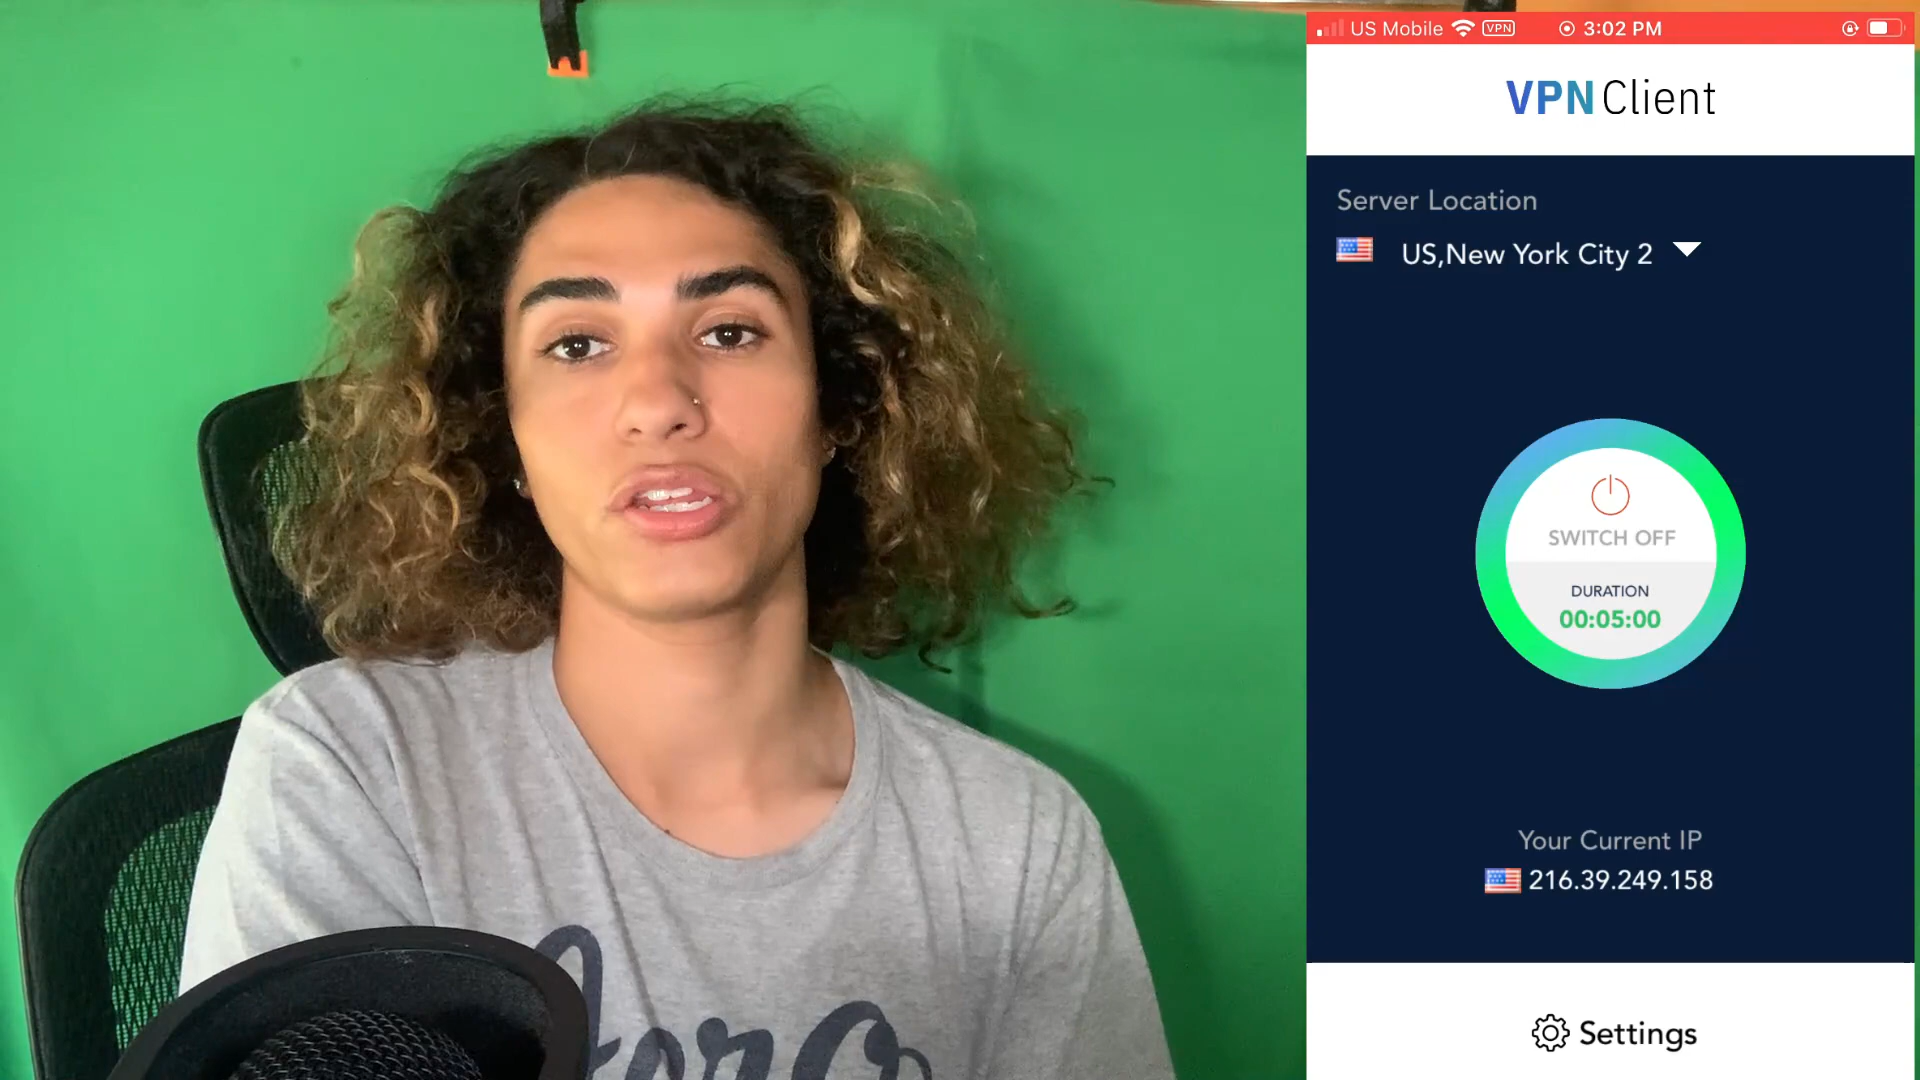 US Mobile VPN 3:02 PM
VPN Client
Server Location
US,New York City 2
SWITCH OFF
DURATION
00:05:00
Your Current IP
216.39.249.158
Settings